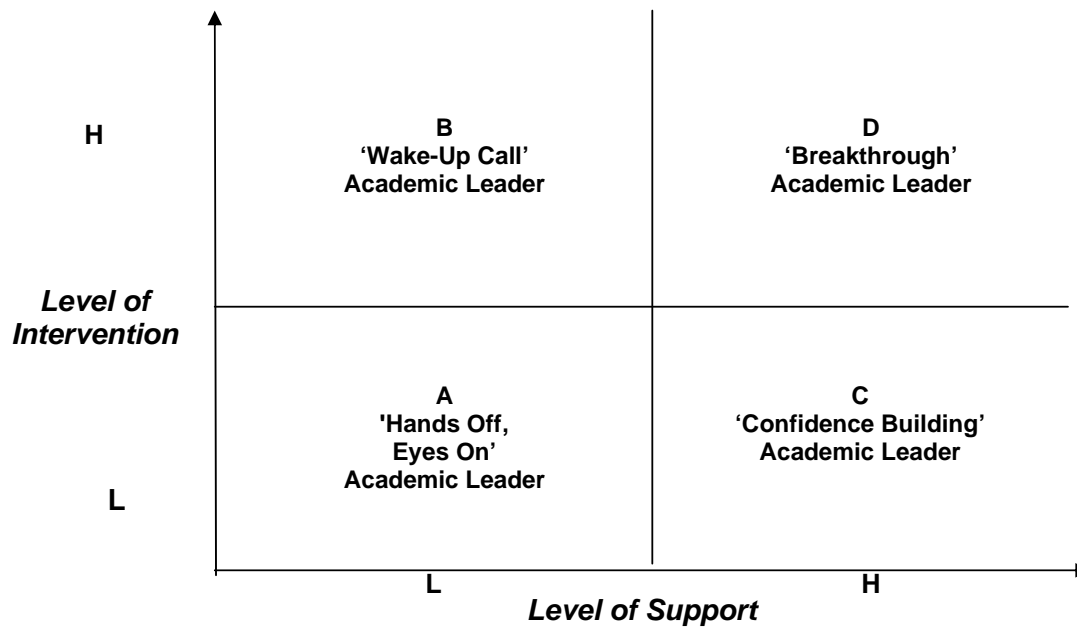 H
B
‘Wake-Up Call’
Academic Leader
D
‘Breakthrough’
Academic Leader
Level of
Intervention
A
'Hands Off,
Eyes On’
Academic Leader
C
‘Confidence Building’
Academic Leader
L
L
H
Level of Support